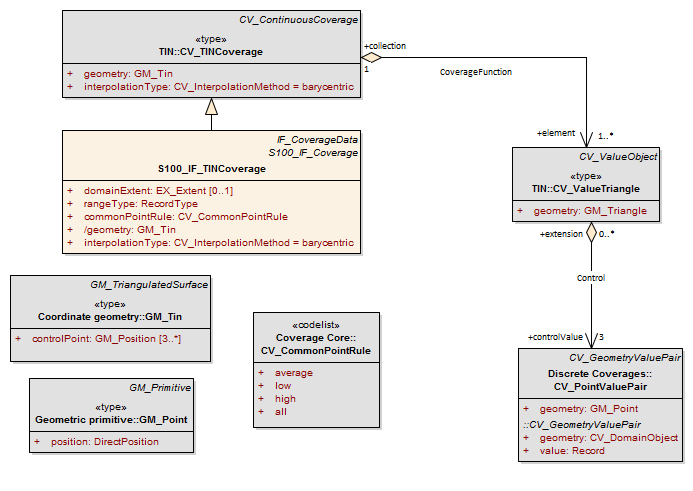 CV_ContinuousCoverage
«type»
TIN::CV_TINCoverage
+ geometry: GM_Tin
+ interpolationType: CV_InterpolationMethod = barycentric
+collection
1
CoverageFunction
+element
1..*
IF_CoverageData
S100_IF_Coverage
S100_IF_TINCoverage
+ domainExtent: EX_Extent [0..1]
+ rangeType: RecordType
+ commonPointRule: CV_CommonPointRule
+ /geometry: GM_Tin
+ interpolationType: CV_InterpolationMethod = barycentric
CV_ValueObject
«type»
TIN::CV_ValueTriangle
+ geometry: GM_Triangle
+extension
0..*
Control
+controlValue
3
GM_TriangulatedSurface
«type»
Coordinate geometry::GM_Tin
+ controlPoint: GM_Position [3..*]
«codelist»
Coverage Core::
CV_CommonPointRule
+ average
+ low
+ high
+ all
GM_Primitive
«type»
Geometric primitive::GM_Point
+ position: DirectPosition
CV_GeometryValuePair
Discrete Coverages::
CV_PointValuePair
+ geometry: GM_Point
::CV_GeometryValuePair
+ geometry: CV_DomainObject
+ value: Record